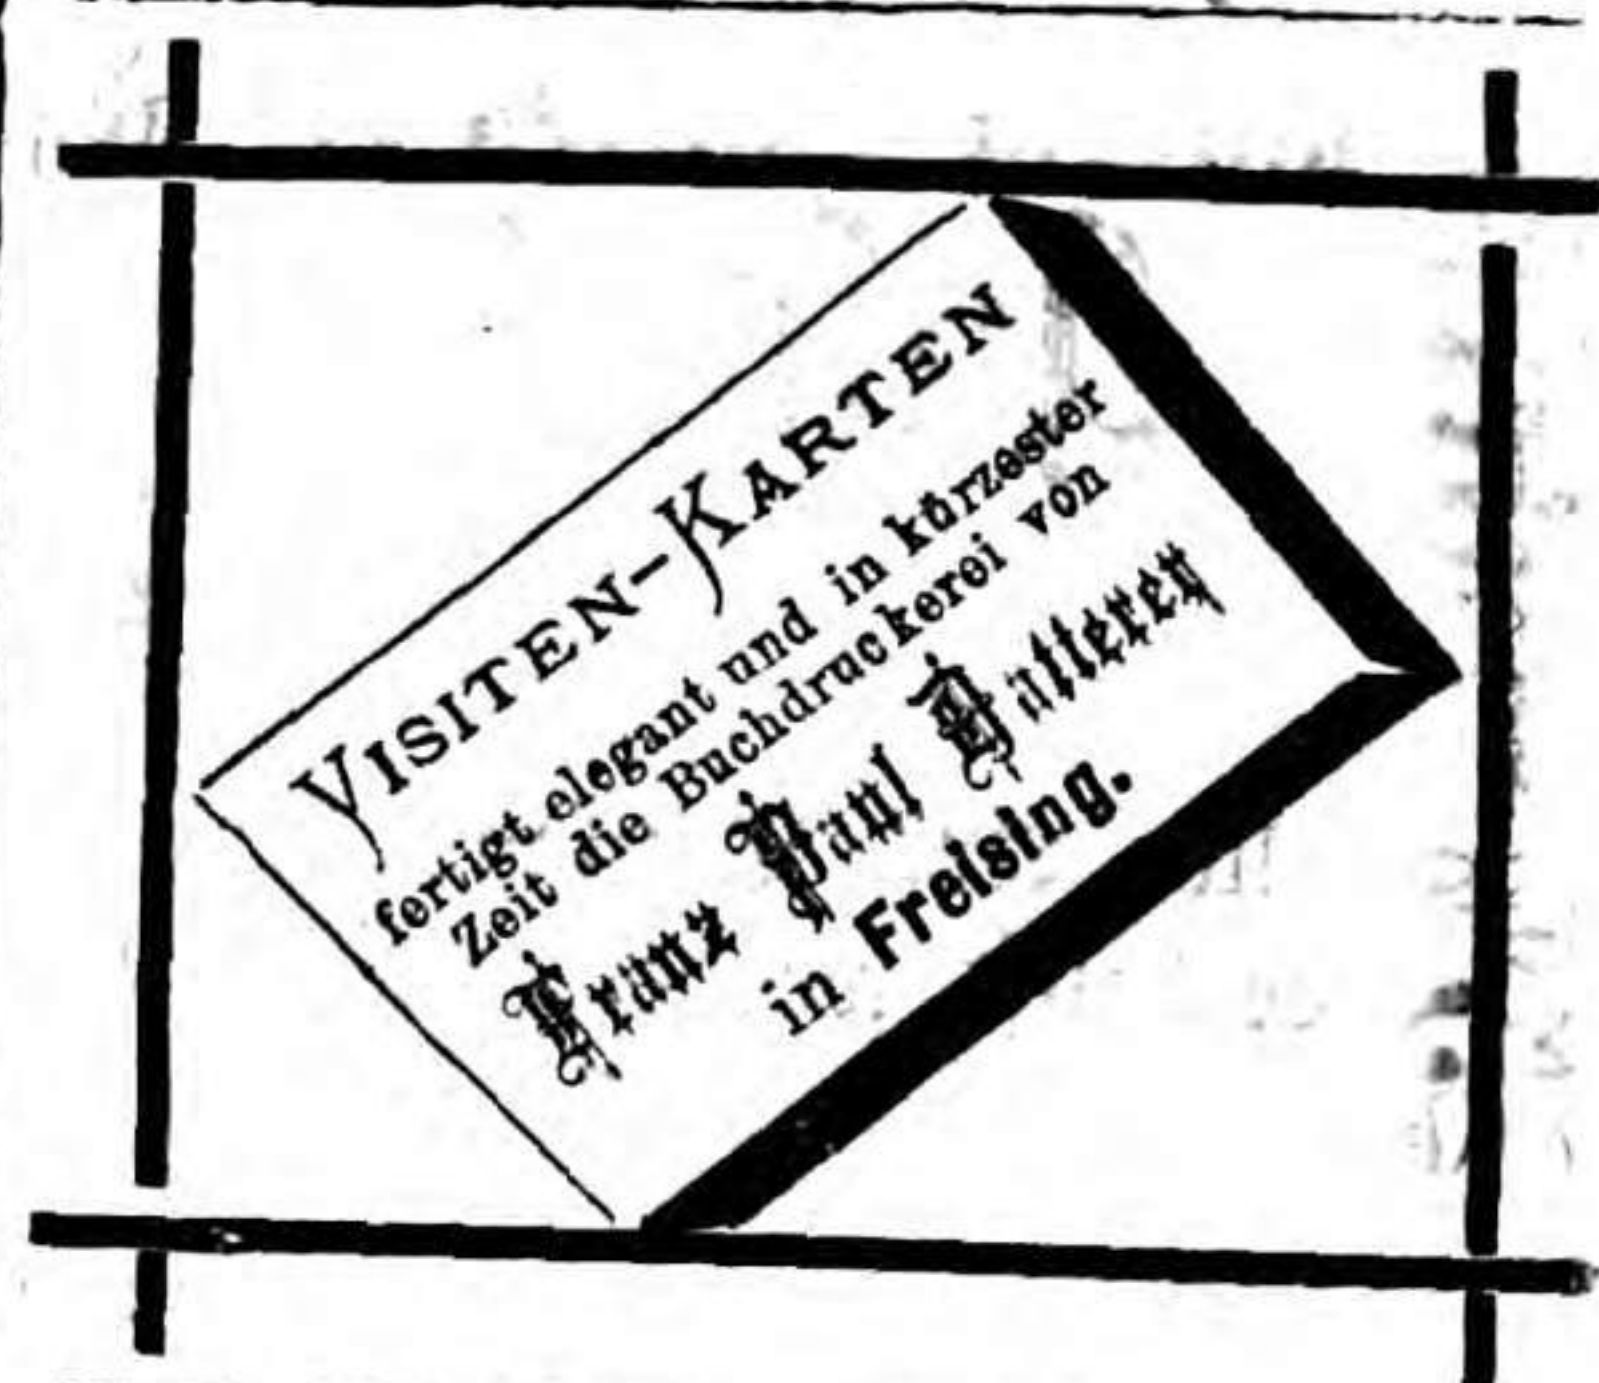 VISITEN-KARTEN
fertigt elegant und in kürzester
Zeit die Buchdruckerei von
Franz Paul Datterer
in Freising.